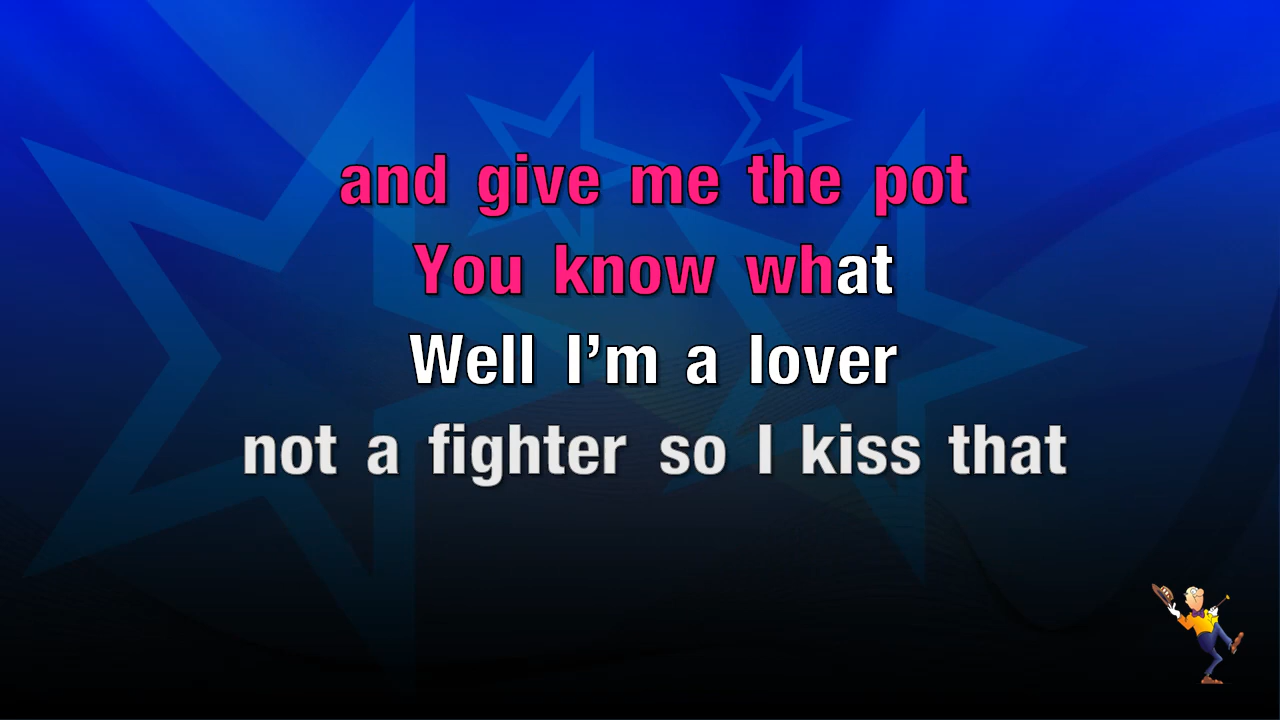 and give me the pot
You know what
Well I’m a lover
not a fighter so I kiss that